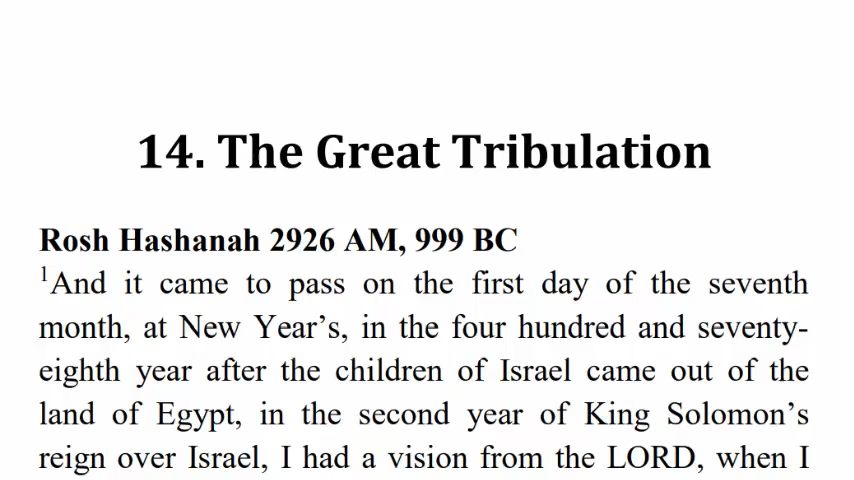 14. The Great Tribulation
Rosh Hashanah 2926 AM, 999 BC
¹And it came to pass on the first day of the seventh
month, at New Year’s, in the four hundred and seventy-
eighth year after the children of Israel came out of the
land of Egypt, in the second year of King Solomon’s
reign over Israel, I had a vision from the LORD, when I